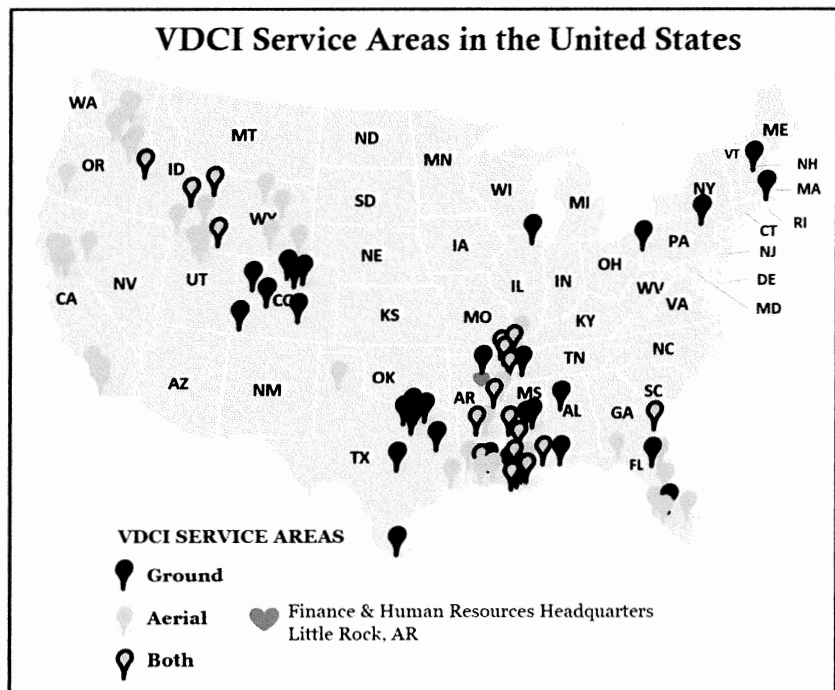 VDCI Service Areas in the United States
WA
MT
ND
MN
ME
VT
NH
OR
ID
SD
WI
MI
NY
MA
WY
RI
CT
NE
IA
PA
NJ
NV
UT
IL
IN
OH
DE
CA
CO
WV
VA
MD
KS
MO
KY
NC
TN
AZ
NM
OK
AR
MS
AL
GA
SC
TX
FL
VDCI SERVICE AREAS
Ground
Aerial
Both
Finance & Human Resources Headquarters
Little Rock, AR